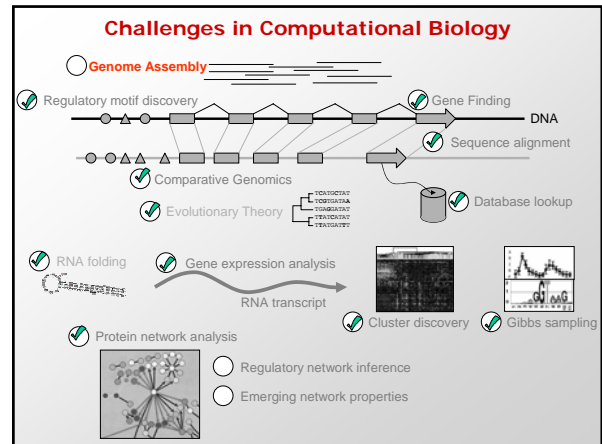 Challenges in Computational Biology
Genome Assembly
Regulatory motif discovery
Gene Finding
DNA
Sequence alignment
Comparative Genomics
TCATGCTAT
TCGTGATAA
TGAGGATAT
TTATCATAT
TTATGATTT
Evolutionary Theory
Database lookup
RNA folding
Gene expression analysis
RNA transcript
Cluster discovery
Gibbs sampling
Protein network analysis
Regulatory network inference
Emerging network properties